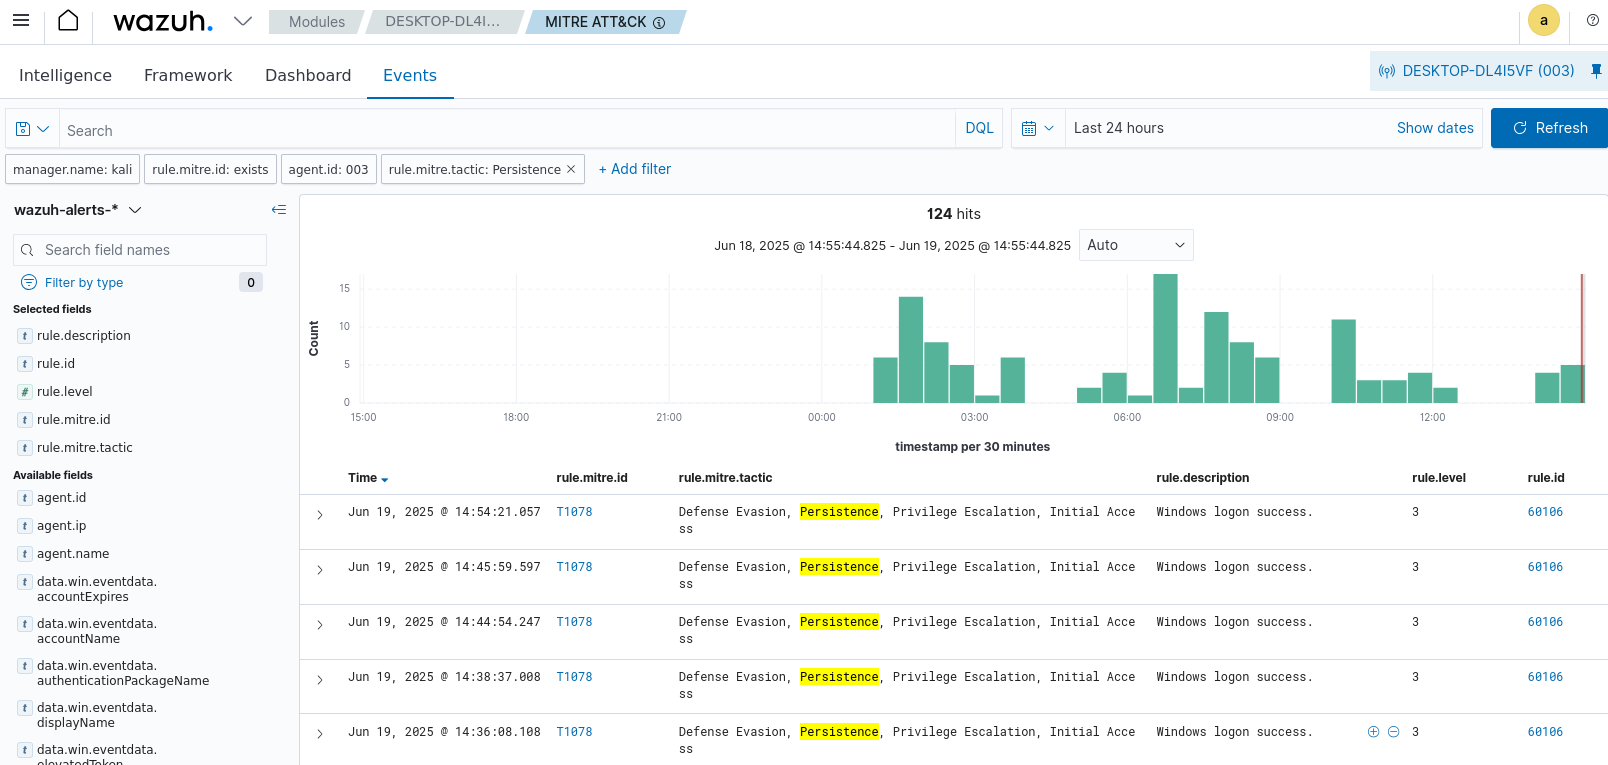 wazuh. Modules DESKTOP-DL4I... MITRE ATT&CK a
Intelligence Framework Dashboard Events DESKTOP-DL4I5VF (003)
Search DQL Last 24 hours Show dates Refresh
manager.name: kali rule.mitre.id: exists agent.id: 003 rule.mitre.tactic: Persistence × + Add filter
wazuh-alerts-*
Search field names
Filter by type 0
Selected fields
t rule.description
t rule.id
# rule.level
t rule.mitre.id
t rule.mitre.tactic
Available fields
t agent.id
t agent.ip
t agent.name
t data.win.eventdata.
accountExpires
t data.win.eventdata.
accountName
t data.win.eventdata.
authenticationPackageName
t data.win.eventdata.
displayName
t data.win.eventdata.
elevatedToken
124 hits
Jun 18, 2025 @ 14:55:44.825 - Jun 19, 2025 @ 14:55:44.825 Auto
Count
15
10
5
0
15:00 18:00 21:00 00:00 03:00 06:00 09:00 12:00
timestamp per 30 minutes
Time rule.mitre.id rule.mitre.tactic rule.description rule.level rule.id
Jun 19, 2025 @ 14:54:21.057 T1078 Defense Evasion, Persistence, Privilege Escalation, Initial Acce Windows logon success. 3 60106
ss
Jun 19, 2025 @ 14:45:59.597 T1078 Defense Evasion, Persistence, Privilege Escalation, Initial Acce Windows logon success. 3 60106
ss
Jun 19, 2025 @ 14:44:54.247 T1078 Defense Evasion, Persistence, Privilege Escalation, Initial Acce Windows logon success. 3 60106
ss
Jun 19, 2025 @ 14:38:37.008 T1078 Defense Evasion, Persistence, Privilege Escalation, Initial Acce Windows logon success. 3 60106
ss
Jun 19, 2025 @ 14:36:08.108 T1078 Defense Evasion, Persistence, Privilege Escalation, Initial Acce Windows logon success. 3 60106
ss